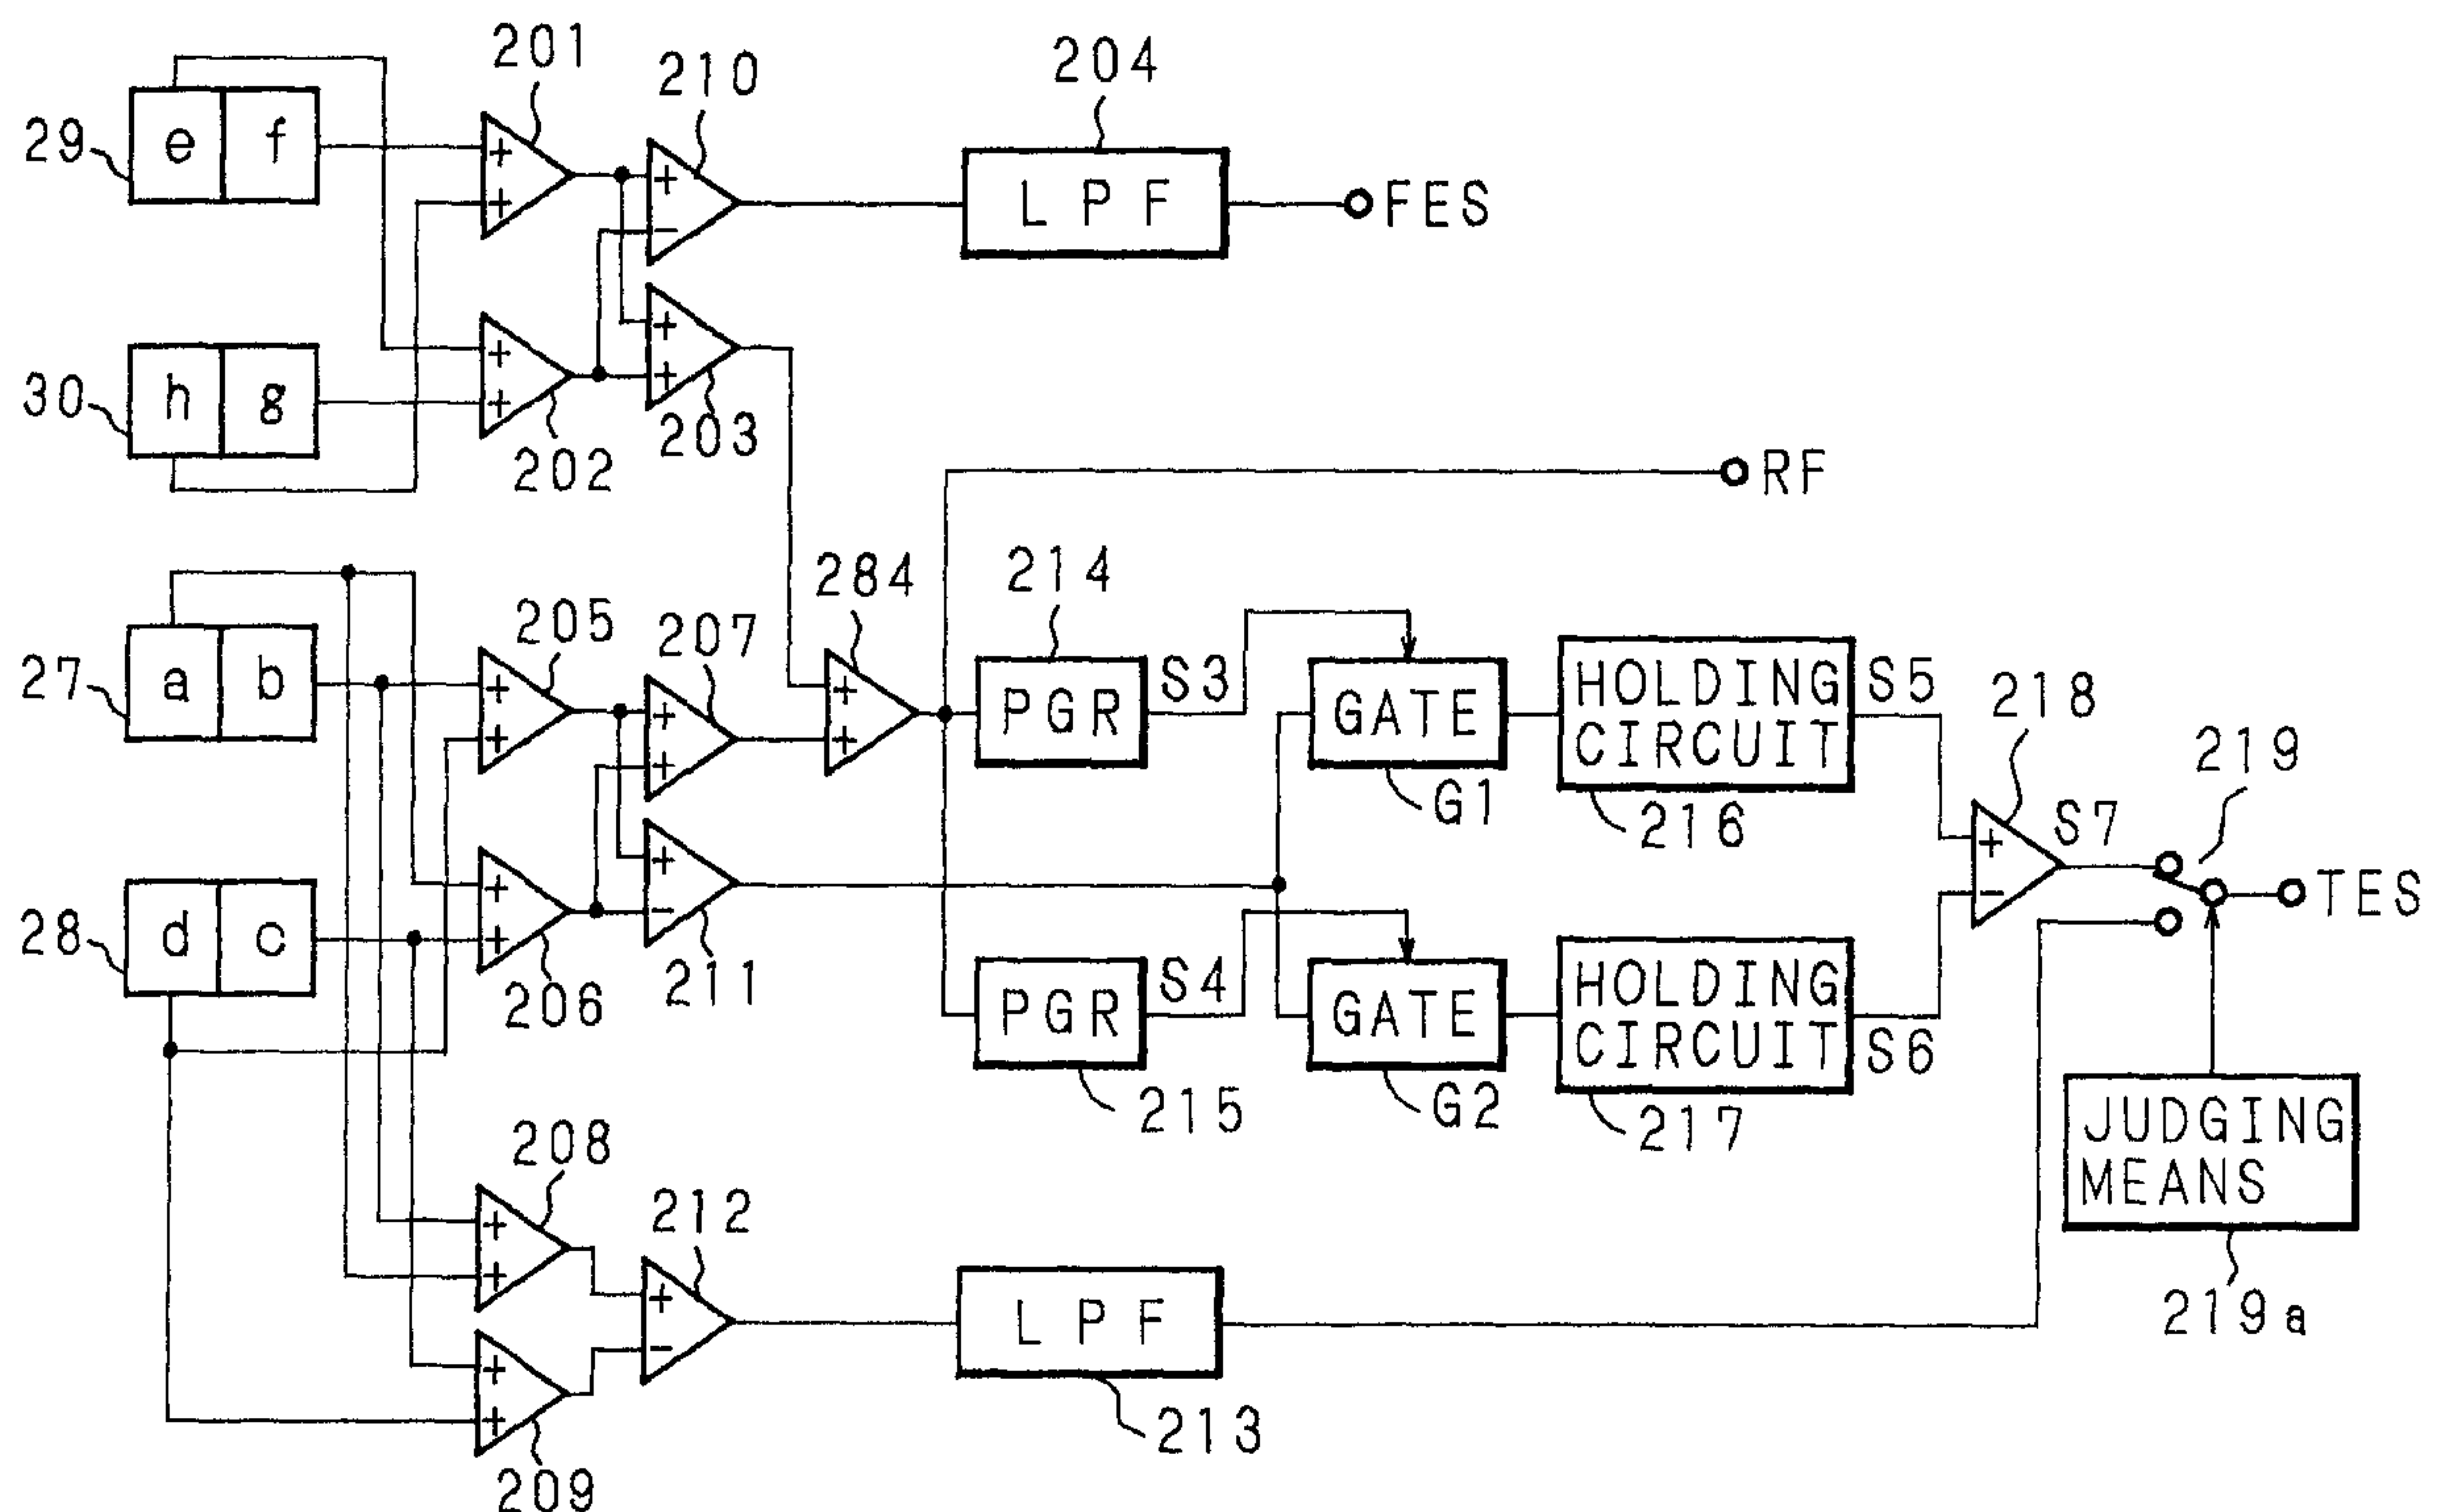 201
210
204
29
e
f
+
+
+
-
L P F
FES
30
h
g
+
+
+
+
202
203
RF
284
214
205
207
27
a
b
+
+
+
+
+
+
PGR
S3
GATE
HOLDING
CIRCUIT
S5
218
219
G1
216
S7
28
d
c
+
+
+
-
+
-
TES
206
211
PGR
S4
GATE
HOLDING
CIRCUIT
S6
215
G2
217
JUDGING
MEANS
219a
208
212
+
+
+
-
L P F
+
+
213
209